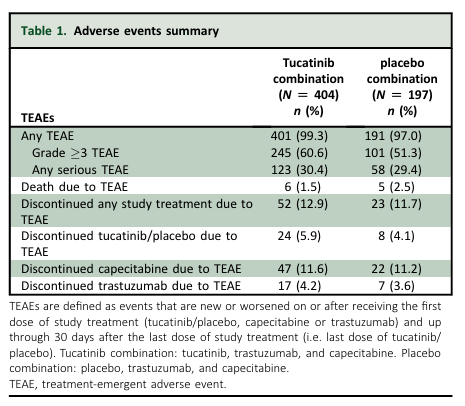 Table 1. Adverse events summary
TEAEs
Tucatinib combination (N = 404) n (%)
placebo combination (N = 197) n (%)
Any TEAE 401 (99.3) 191 (97.0)
Grade ≥3 TEAE 245 (60.6) 101 (51.3)
Any serious TEAE 123 (30.4) 58 (29.4)
Death due to TEAE 6 (1.5) 5 (2.5)
Discontinued any study treatment due to 52 (12.9) 23 (11.7)
TEAE
Discontinued tucatinib/placebo due to 24 (5.9) 8 (4.1)
TEAE
Discontinued capecitabine due to TEAE 47 (11.6) 22 (11.2)
Discontinued trastuzumab due to TEAE 17 (4.2) 7 (3.6)
TEAEs are defined as events that are new or worsened on or after receiving the first
dose of study treatment (tucatinib/placebo, capecitabine or trastuzumab) and up
through 30 days after the last dose of study treatment (i.e. last dose of tucatinib/
placebo). Tucatinib combination: tucatinib, trastuzumab, and capecitabine. Placebo
combination: placebo, trastuzumab, and capecitabine.
TEAE, treatment-emergent adverse event.